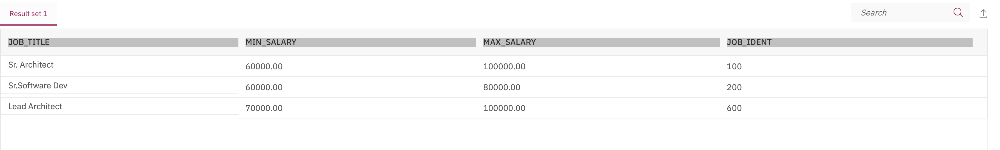 Result set 1
Search
JOB_TITLE MIN_SALARY MAX_SALARY JOB_IDENT
Sr. Architect 60000.00 100000.00 100
Sr.Software Dev 60000.00 80000.00 200
Lead Architect 70000.00 100000.00 600